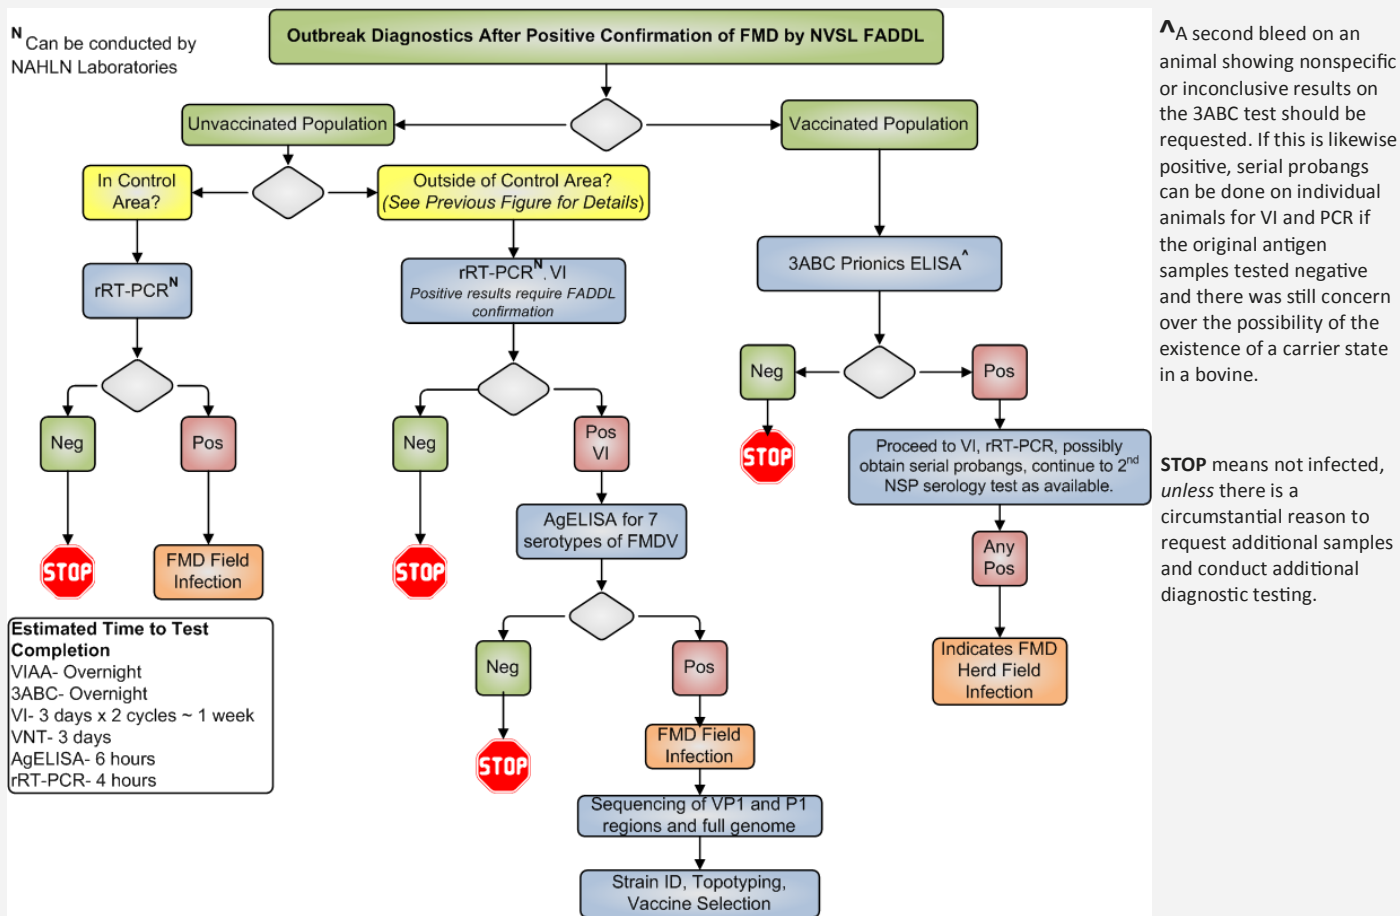 N Can be conducted by
NAHLN Laboratories
Outbreak Diagnostics After Positive Confirmation of FMD by NVSL FADDL
Unvaccinated Population
Vaccinated Population
In Control
Area?
Outside of Control Area?
(See Previous Figure for Details)
rRT-PCR N
rRT-PCR N, VI
Positive results require FADDL
confirmation
3ABC Prionics ELISA ^
Neg
Pos
Neg
Pos
VI
Neg
Pos
STOP
FMD Field
Infection
STOP
AgELISA for 7
serotypes of FMDV
STOP
Proceed to VI, rRT-PCR, possibly
obtain serial probangs, continue to 2nd
NSP serology test as available.
Any
Pos
Indicates FMD
Herd Field
Infection
Neg
Pos
STOP
FMD Field
Infection
Sequencing of VP1 and P1
regions and full genome
Strain ID, Topotyping,
Vaccine Selection
Estimated Time to Test
Completion
VIAA- Overnight
3ABC- Overnight
VI- 3 days x 2 cycles ~ 1 week
VNT- 3 days
AgELISA- 6 hours
rRT-PCR- 4 hours
^A second bleed on an
animal showing nonspecific
or inconclusive results on
the 3ABC test should be
requested. If this is likewise
positive, serial probangs
can be done on individual
animals for VI and PCR if
the original antigen
samples tested negative
and there was still concern
over the possibility of the
existence of a carrier state
in a bovine.
STOP means not infected,
unless there is a
circumstantial reason to
request additional samples
and conduct additional
diagnostic testing.